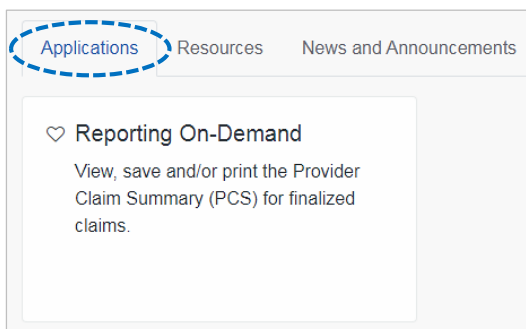 Applications Resources News and Announcements
Reporting On-Demand
View, save and/or print the Provider
Claim Summary (PCS) for finalized
claims.